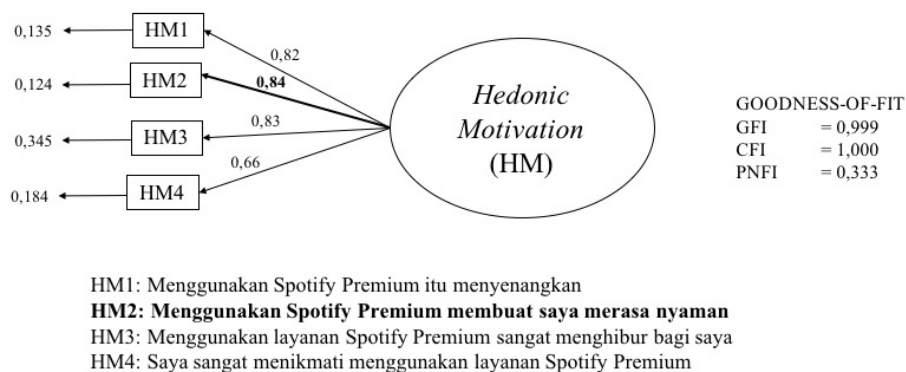 0,135
HM1
0,82
0,124
HM2
0,84
0,345
HM3
0,83
0,184
HM4
0,66
Hedonic
Motivation
(HM)
GOODNESS-OF-FIT
GFI = 0,999
CFI = 1,000
PNFI = 0,333
HM1: Menggunakan Spotify Premium itu menyenangkan
HM2: Menggunakan Spotify Premium membuat saya merasa nyaman
HM3: Menggunakan layanan Spotify Premium sangat menghibur bagi saya
HM4: Saya sangat menikmati menggunakan layanan Spotify Premium